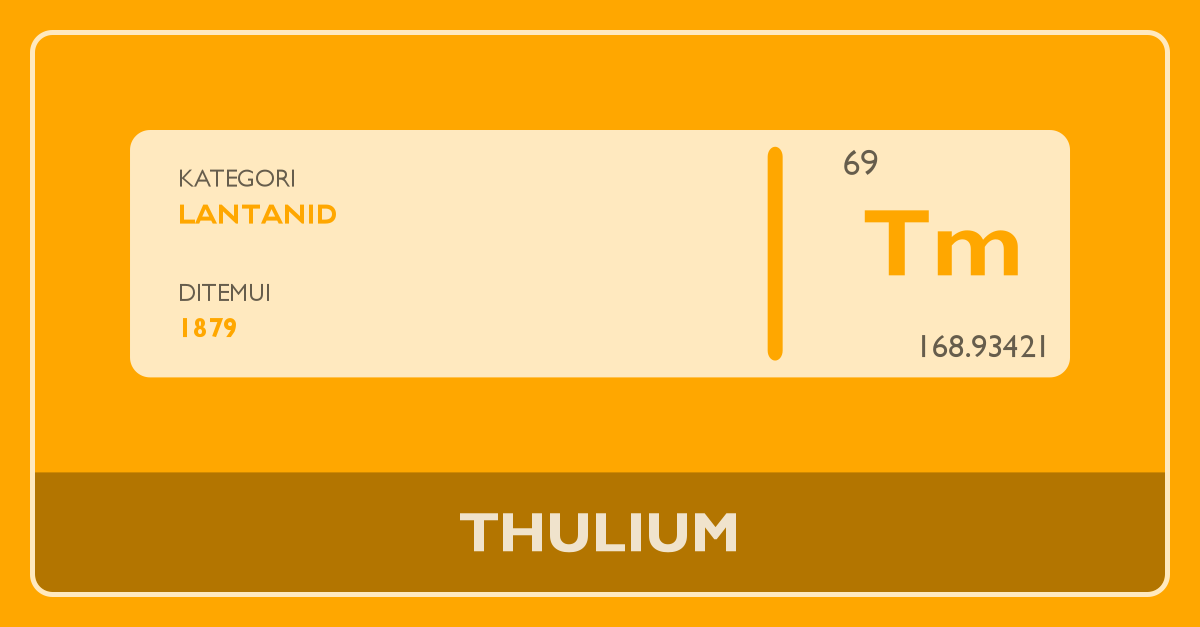 KATEGORI
LANTANID
DITEMUI
1879
69
Tm
168.93421
THULIUM